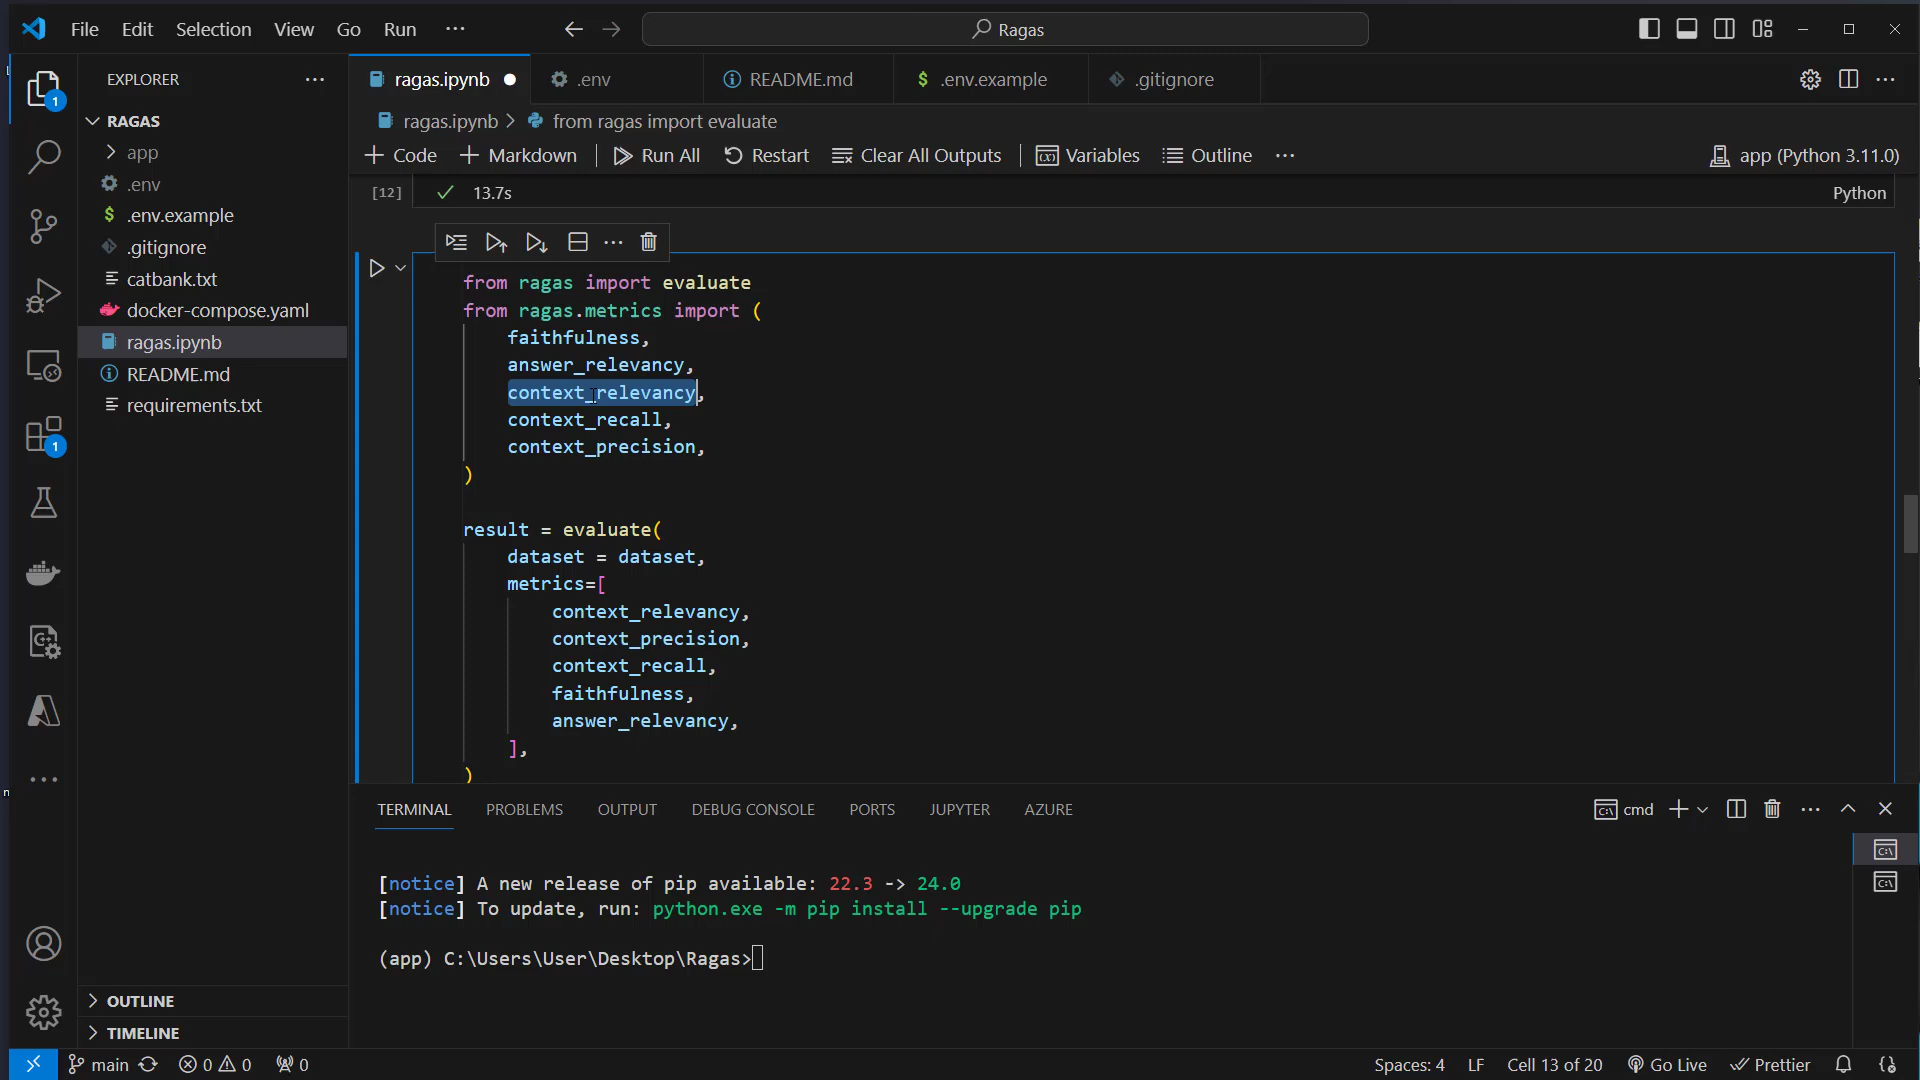 File Edit Selection View Go Run ··· Ragas
EXPLORER ···
ragas.ipynb .env README.md .env.example .gitignore
RAGAS
ragas.ipynb > from ragas import evaluate
app
.env
.env.example
.gitignore
catbank.txt
docker-compose.yaml
ragas.ipynb
README.md
requirements.txt
OUTLINE
TIMELINE
+ Code + Markdown Run All Restart Clear All Outputs Variables Outline ··· app (Python 3.11.0)
[12] 13.7s Python
from ragas import evaluate
from ragas.metrics import (
faithfulness,
answer_relevancy,
context_relevancy,
context_recall,
context_precision,
)
result = evaluate(
dataset = dataset,
metrics=[
context_relevancy,
context_precision,
context_recall,
faithfulness,
answer_relevancy,
],
)
TERMINAL PROBLEMS OUTPUT DEBUG CONSOLE PORTS JUPYTER AZURE cmd
[notice] A new release of pip available: 22.3 -> 24.0
[notice] To update, run: python.exe -m pip install --upgrade pip
(app) C:\Users\User\Desktop\Ragas>
main 0 0 0 Spaces: 4 LF Cell 13 of 20 Go Live Prettier